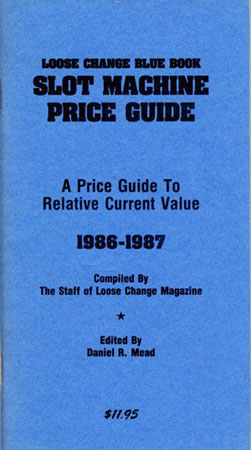 LOOSE CHANGE BLUE BOOK
SLOT MACHINE
PRICE GUIDE
A Price Guide To
Relative Current Value
1986-1987
Compiled By
The Staff of Loose Change Magazine
★
Edited By
Daniel R. Mead
$11.95